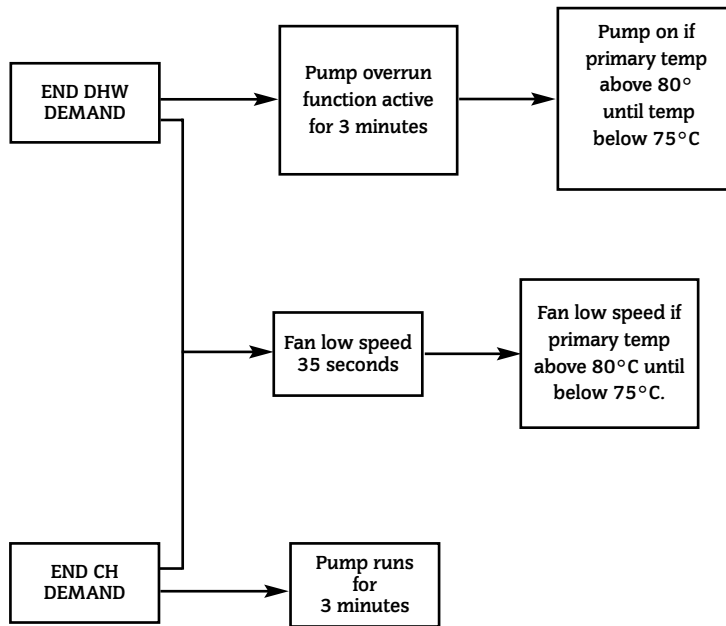 END DHW
DEMAND
Pump overrun
function active
for 3 minutes
Pump on if
primary temp
above 80°
until temp
below 75°C
Fan low speed
35 seconds
Fan low speed if
primary temp
above 80°C until
below 75°C.
END CH
DEMAND
Pump runs
for
3 minutes